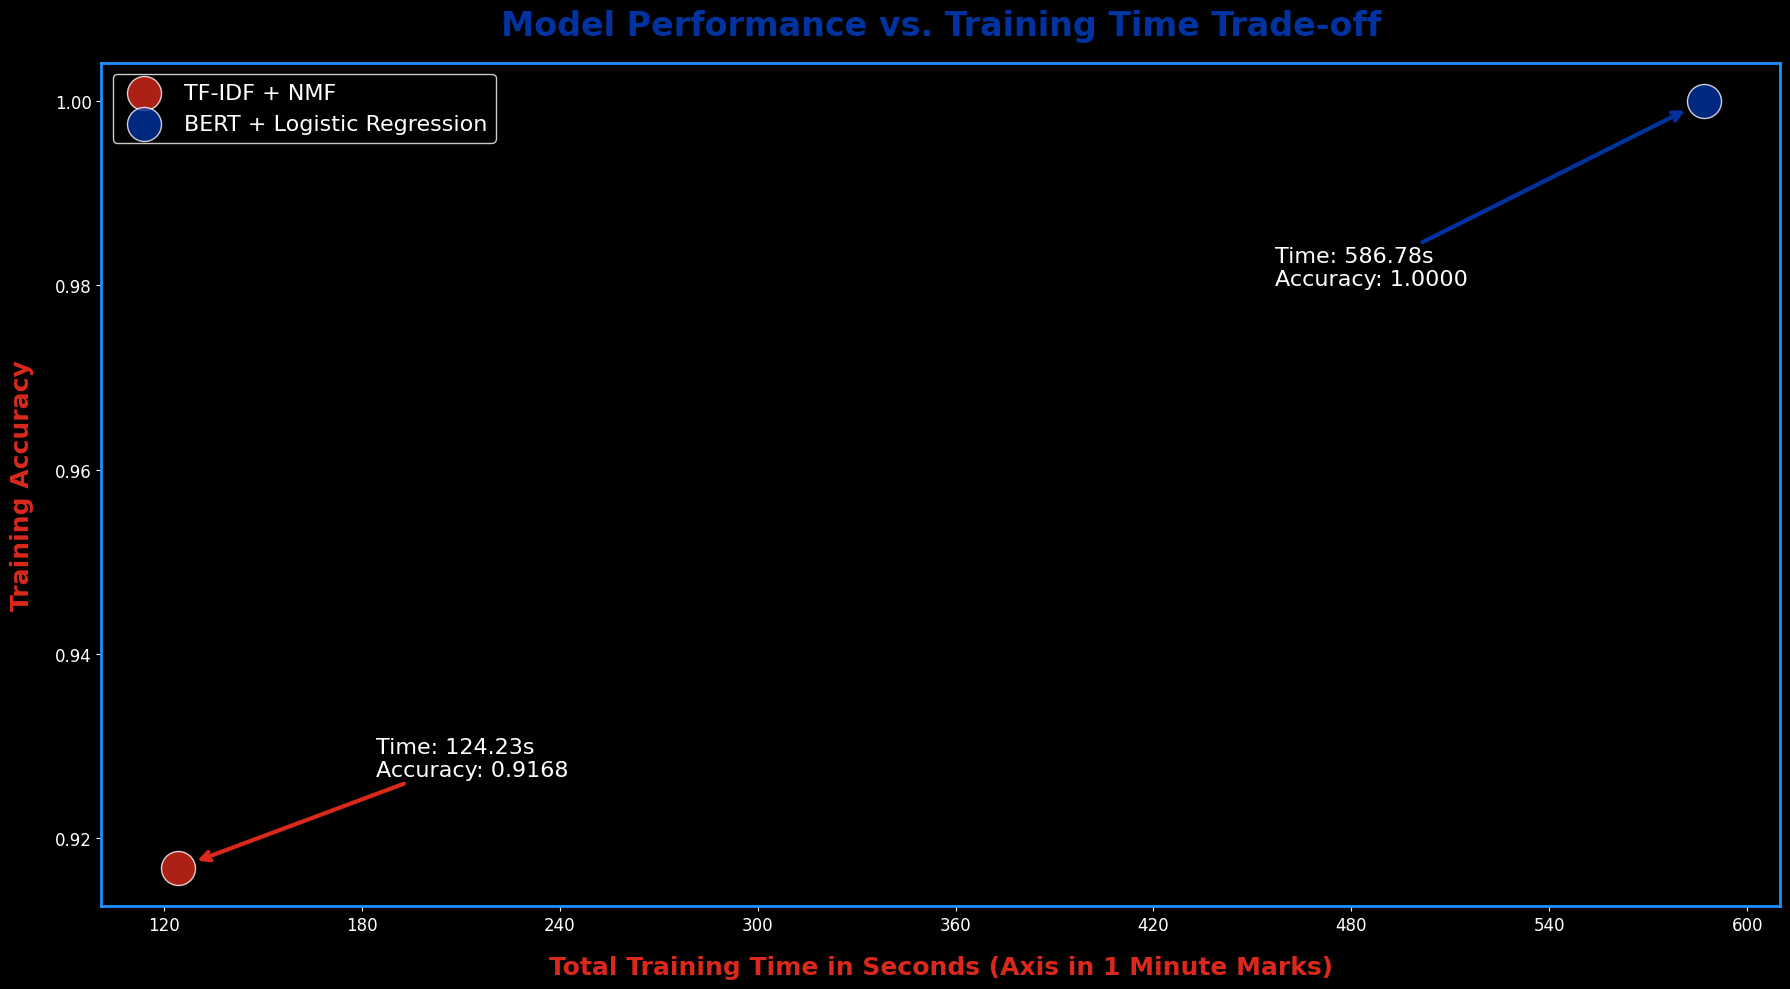 Model Performance vs. Training Time Trade-off
TF-IDF + NMF
BERT + Logistic Regression
Time: 586.78s
Accuracy: 1.0000
Time: 124.23s
Accuracy: 0.9168
Training Accuracy
1.00
0.98
0.96
0.94
0.92
120
180
240
300
360
420
480
540
600
Total Training Time in Seconds (Axis in 1 Minute Marks)